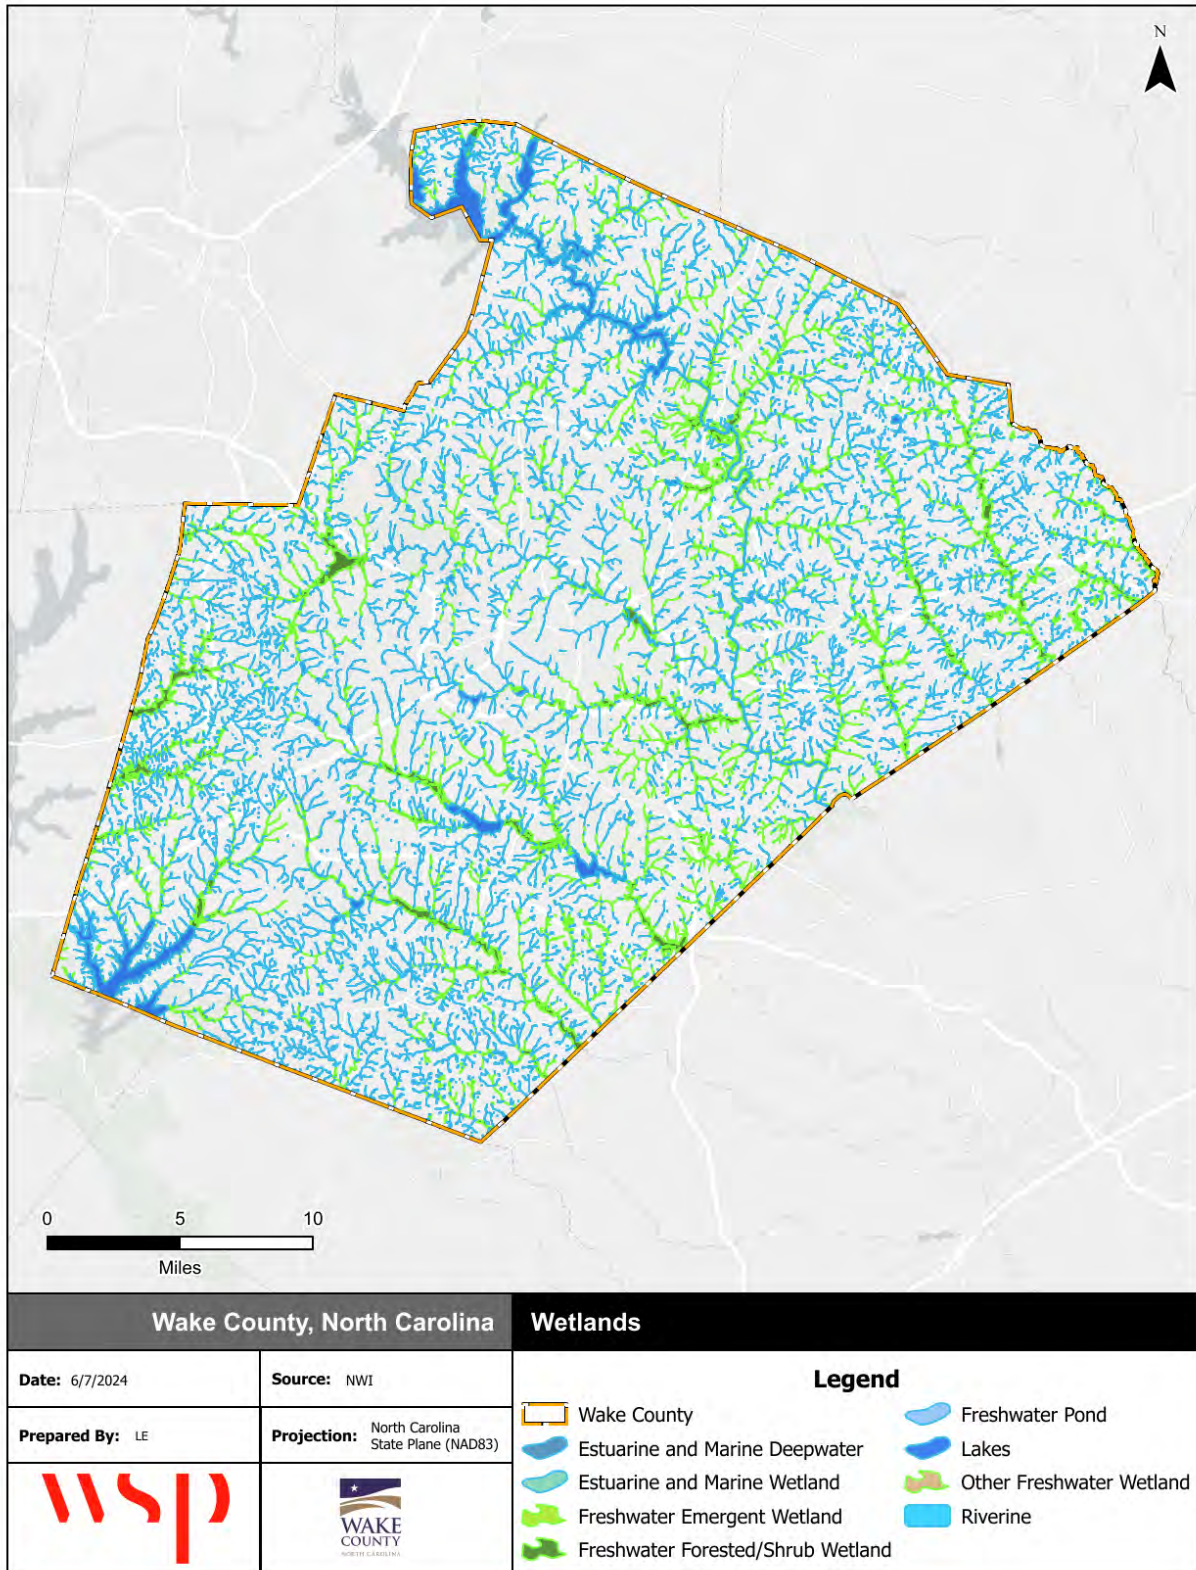 N
0 5 10
Miles
Wake County, North Carolina
Wetlands
Date: 6/7/2024
Source: NWI
Prepared By: LE
Projection: North Carolina
State Plane (NAD83)
wsp
WAKE
COUNTY
NORTH CAROLINA
Legend
Wake County
Estuarine and Marine Deepwater
Estuarine and Marine Wetland
Freshwater Emergent Wetland
Freshwater Forested/Shrub Wetland
Freshwater Pond
Lakes
Other Freshwater Wetland
Riverine